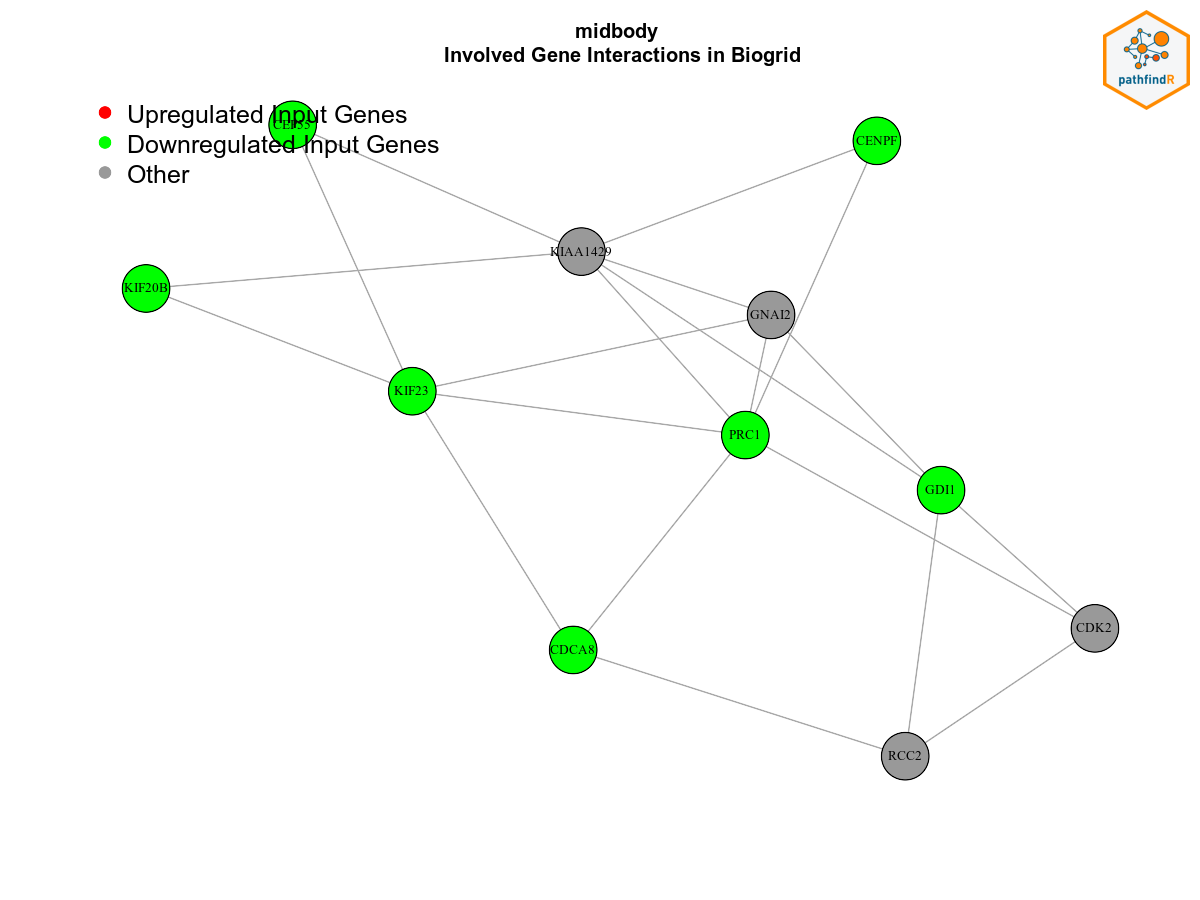 midbody
Involved Gene Interactions in Biogrid
pathfindR
Upregulated Input Genes
CEP55
Downregulated Input Genes
Other
CENPF
KIAA1429
KIF20B
GNAI2
KIF23
PRC1
GDI1
CDK2
CDCA8
RCC2